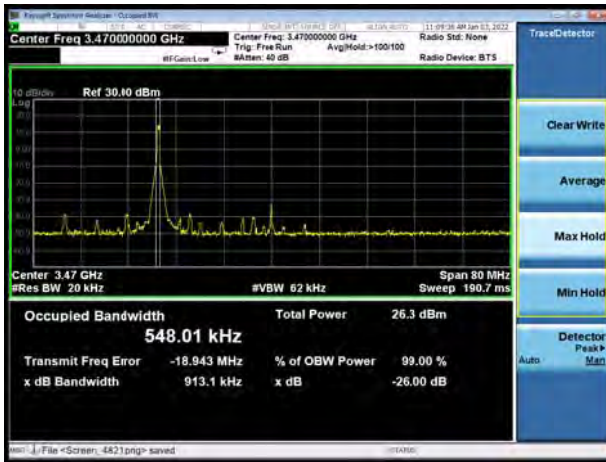 Keysight Spectrum Analyzer - Occupied BW
11:09:36 AM Jan 03, 2022
Center Freq 3.470000000 GHz
Center Freq: 3.470000000 GHz
Radio Std: None
Trig: Free Run
Avg|Hold:>100/100
#IFGain:Low
#Atten: 40 dB
Radio Device: BTS
10 dB/div
Ref 30.00 dBm
Log
Center 3.47 GHz
Span 80 MHz
#Res BW 20 kHz
#VBW 62 kHz
Sweep 190.7 ms
Occupied Bandwidth
Total Power
26.3 dBm
548.01 kHz
Transmit Freq Error
-18.943 MHz
% of OBW Power
99.00 %
x dB Bandwidth
913.1 kHz
x dB
-26.00 dB
File <Screen_4821png> saved
STATUS
Trace/Detector
Clear Write
Average
Max Hold
Min Hold
Detector
Peak
Auto
Man